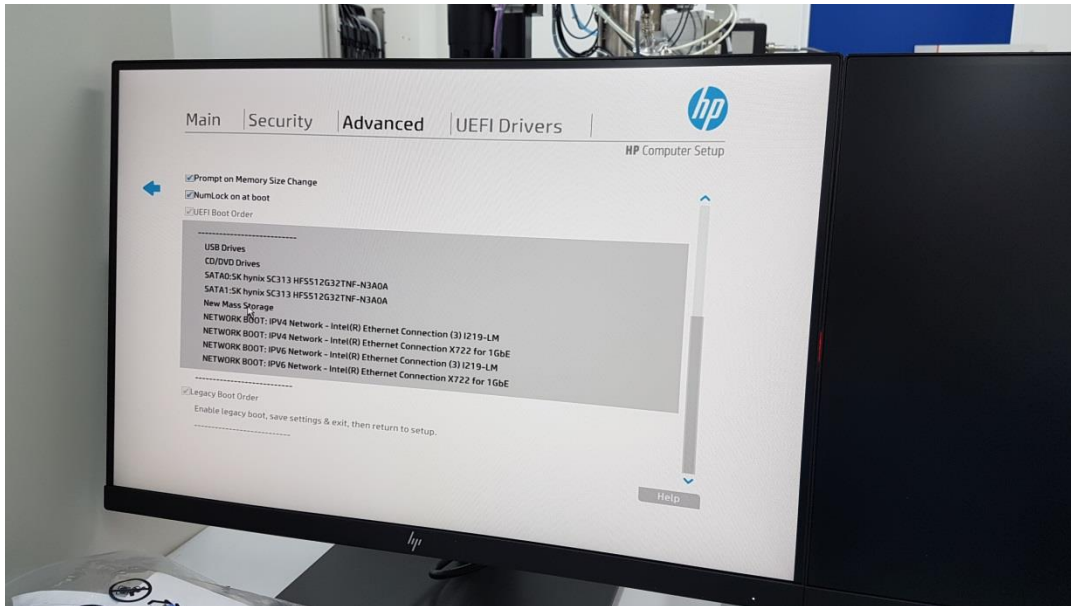 Main
Security
Advanced
UEFI Drivers
hp
HP Computer Setup
Prompt on Memory Size Change
NumLock on at boot
UEFI Boot Order
--------------------------
USB Drives
CD/DVD Drives
SATA0:SK hynix SC313 HFS512G32TNF-N3A0A
SATA1:SK hynix SC313 HFS512G32TNF-N3A0A
New Mass Storage
NETWORK BOOT: IPV4 Network - Intel(R) Ethernet Connection (3) I219-LM
NETWORK BOOT: IPV4 Network - Intel(R) Ethernet Connection X722 for 1GbE
NETWORK BOOT: IPV6 Network - Intel(R) Ethernet Connection (3) I219-LM
NETWORK BOOT: IPV6 Network - Intel(R) Ethernet Connection X722 for 1GbE
--------------------------
Legacy Boot Order
Enable legacy boot, save settings & exit, then return to setup.
--------------------------
Help
hp